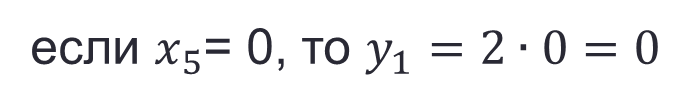 если x₅= 0, то y₁ = 2 · 0 = 0